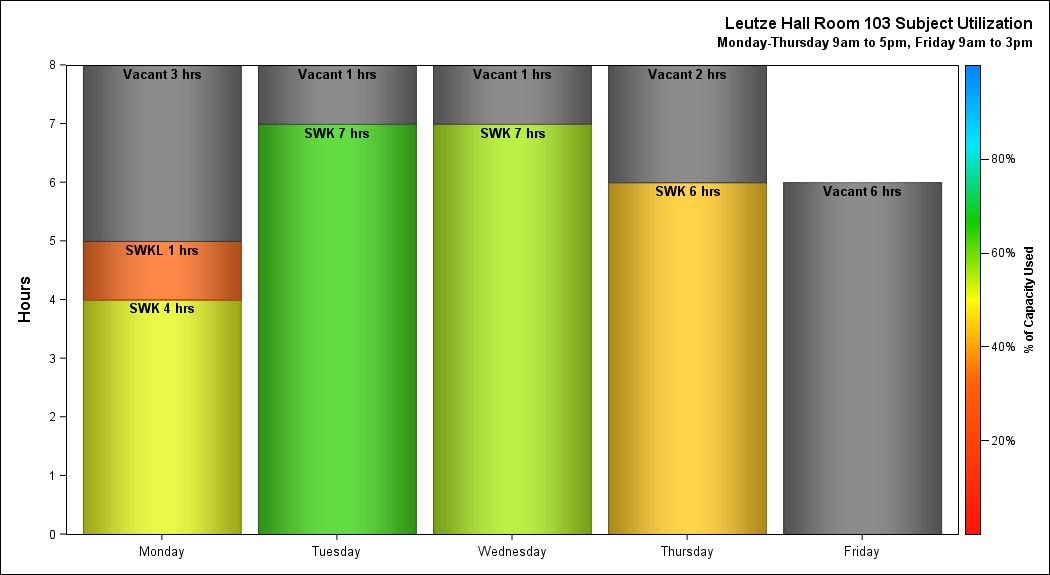 Leutze Hall Room 103 Subject Utilization
Monday-Thursday 9am to 5pm, Friday 9am to 3pm
8
7
6
5
4
3
2
1
0
Hours
Vacant 3 hrs
SWKL 1 hrs
SWK 4 hrs
Vacant 1 hrs
SWK 7 hrs
Vacant 1 hrs
SWK 7 hrs
Vacant 2 hrs
SWK 6 hrs
Vacant 6 hrs
Monday
Tuesday
Wednesday
Thursday
Friday
80%
60%
40%
20%
% of Capacity Used